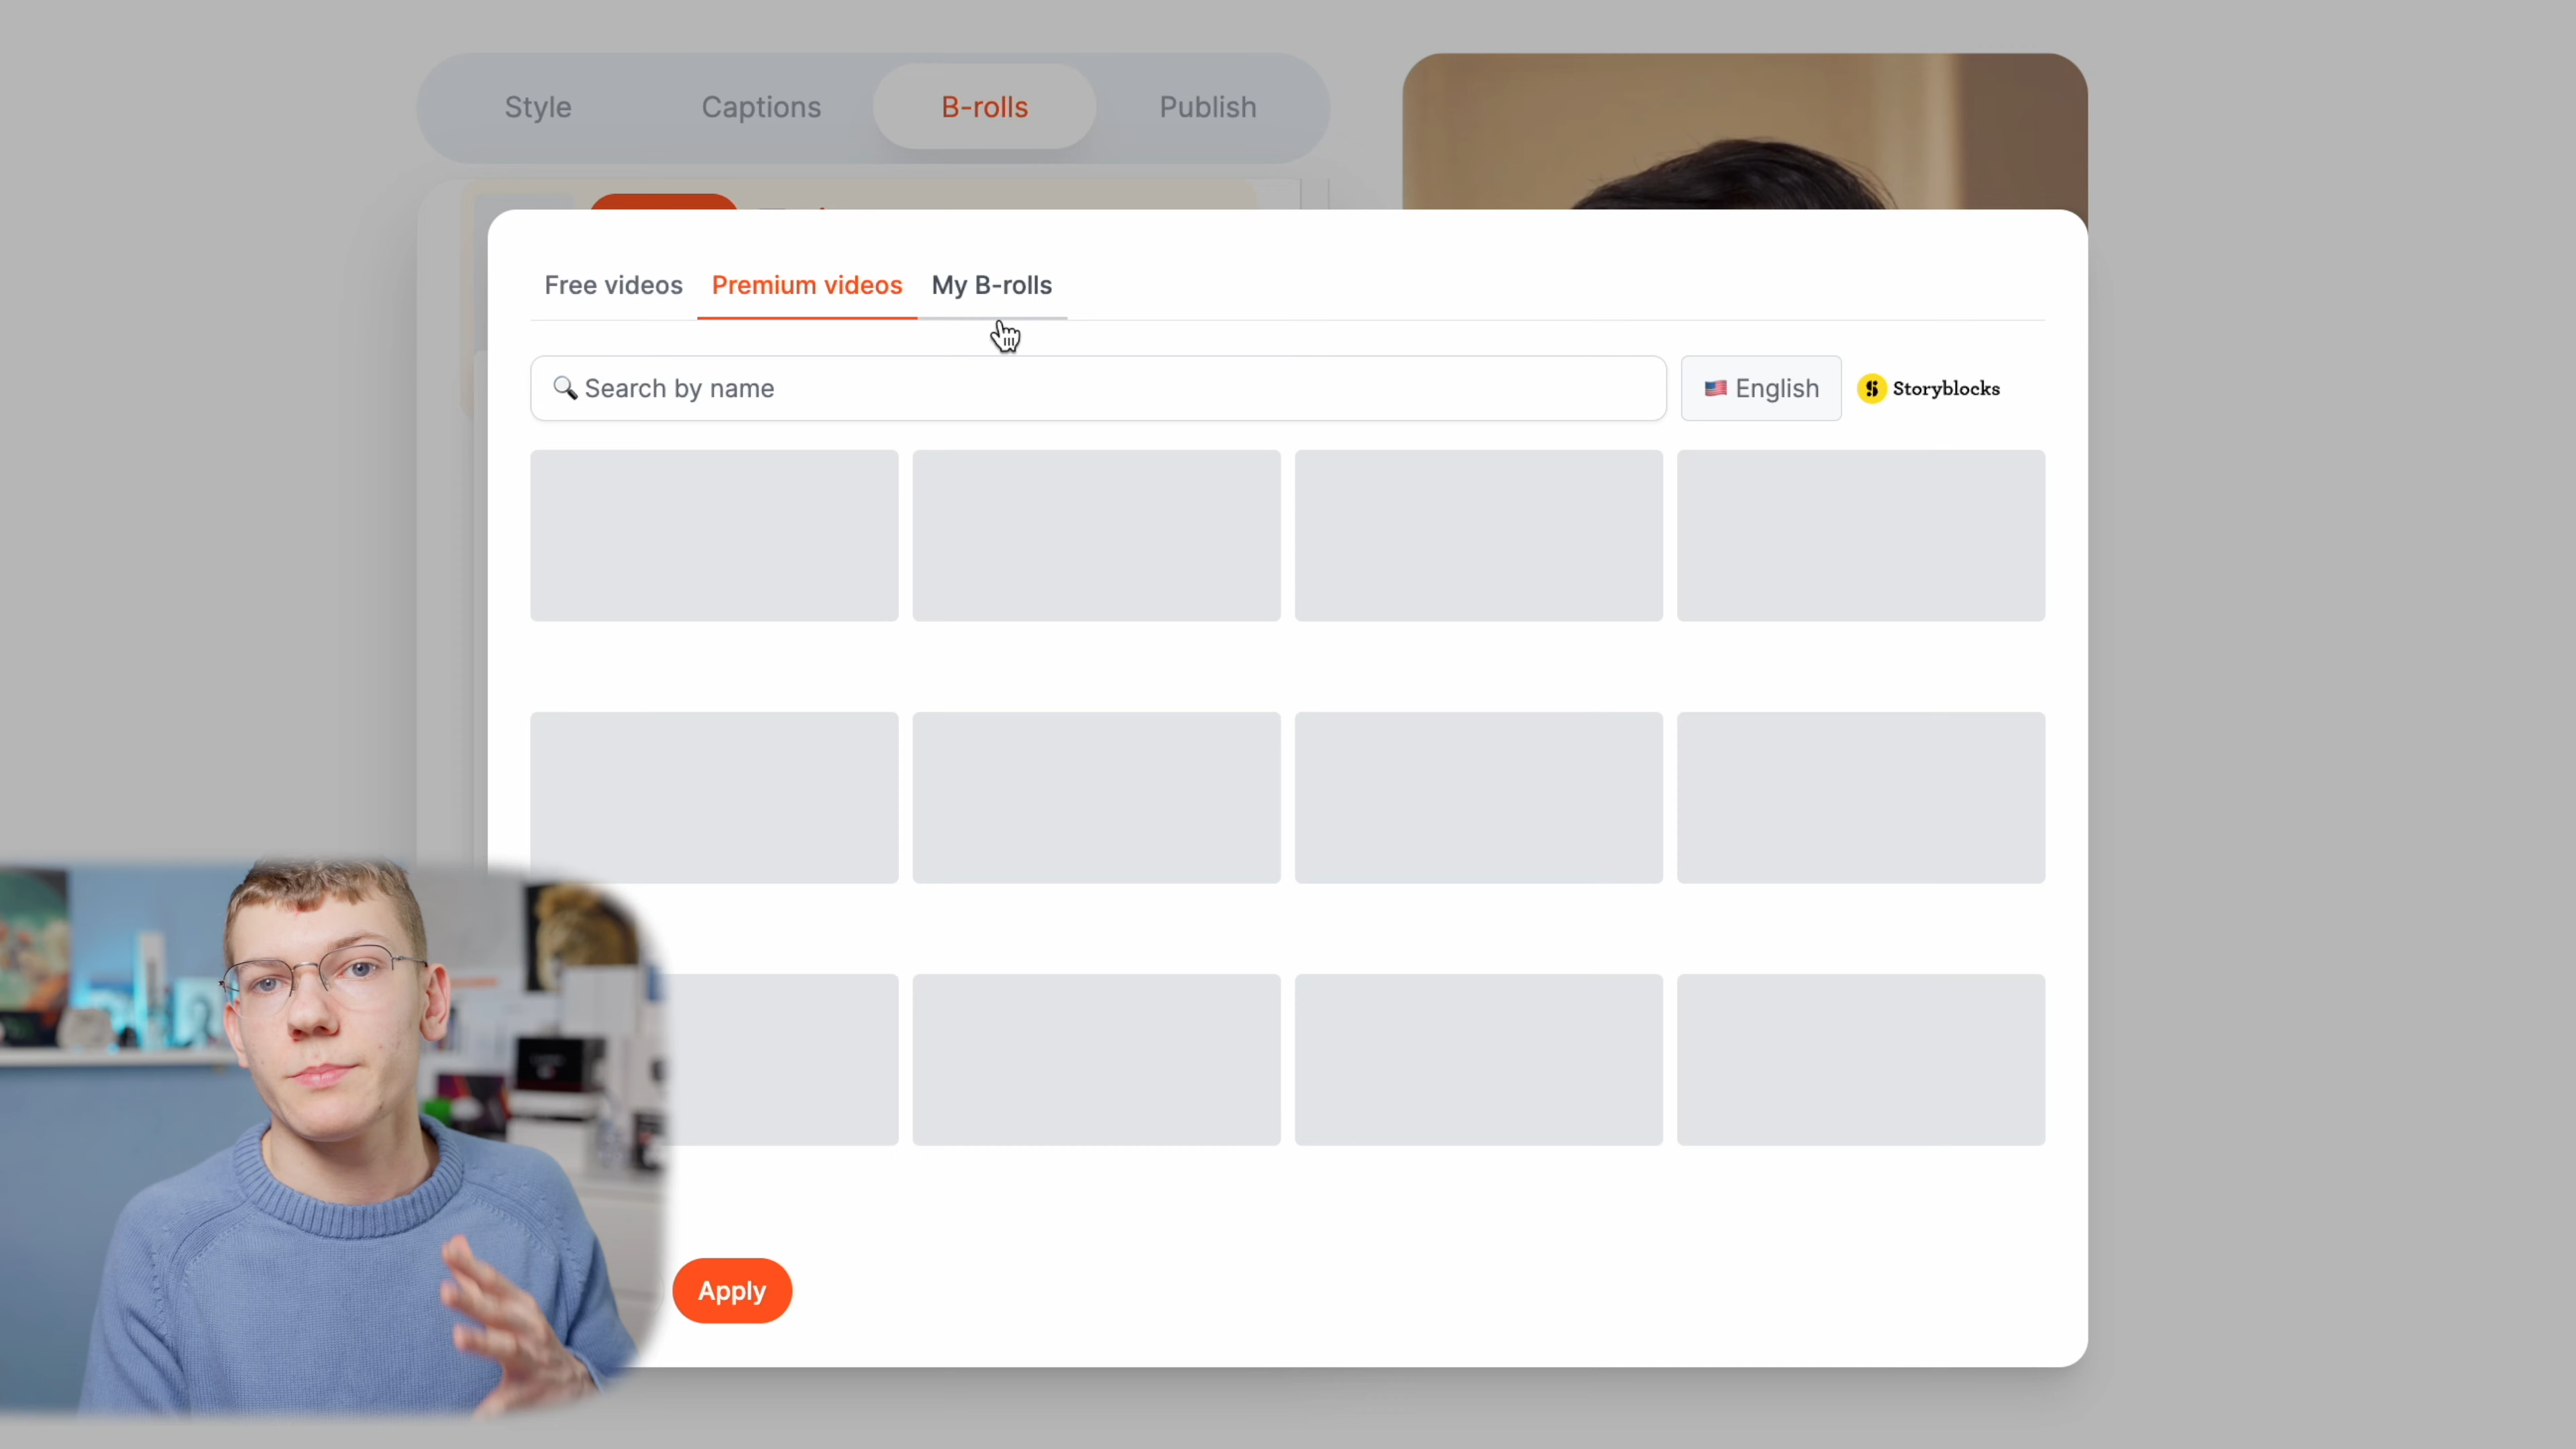 Style
Captions
B-rolls
Publish
Free videos
Premium videos
My B-rolls
🔍 Search by name
🇺🇸 English
Storyblocks
Apply